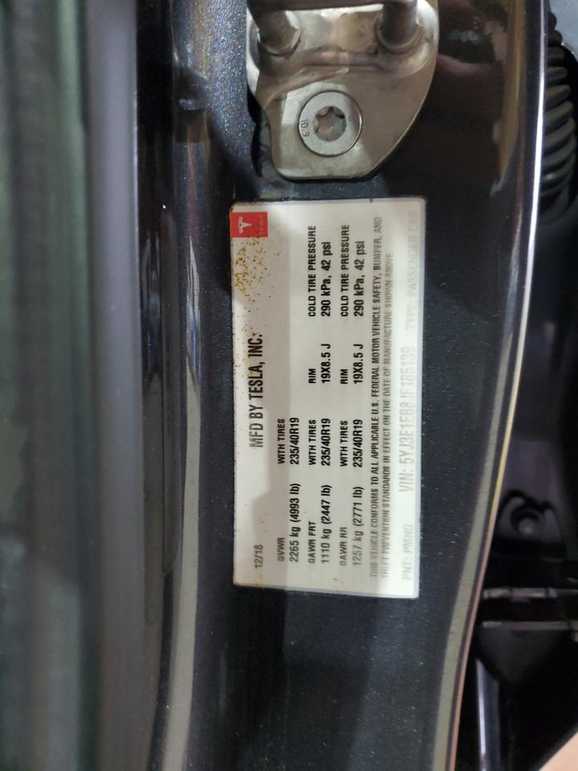 MFD BY TESLA, INC.
12/18
GVWR WITH TIRES RIM COLD TIRE PRESSURE
2265 kg (4993 lb) 235/40R19 19X8.5 J 290 kPa, 42 psi
GAWR FRT WITH TIRES
1110 kg (2447 lb) 235/40R19
GAWR RR WITH TIRES RIM COLD TIRE PRESSURE
1257 kg (2771 lb) 235/40R19 19X8.5 J 290 kPa, 42 psi
THIS VEHICLE CONFORMS TO ALL APPLICABLE U.S. FEDERAL MOTOR VEHICLE SAFETY, BUMPER, AND
THEFT PREVENTION STANDARDS IN EFFECT ON THE DATE OF MANUFACTURE SHOWN ABOVE
VIN: